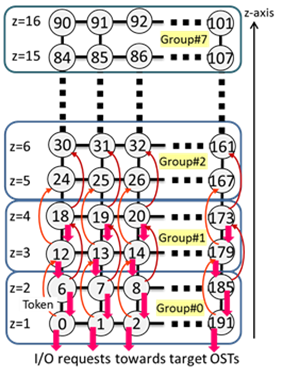 z-axis
z=16 90 91 92 101
Group#7
z=15 84 85 86 107
z=6 30 31 32 161
Group#2
z=5 24 25 26 167
z=4 18 19 20 173
Group#1
z=3 12 13 14 179
z=2 6 7 8 185
Token Group#0
z=1 0 1 2 191
I/O requests towards target OSTs